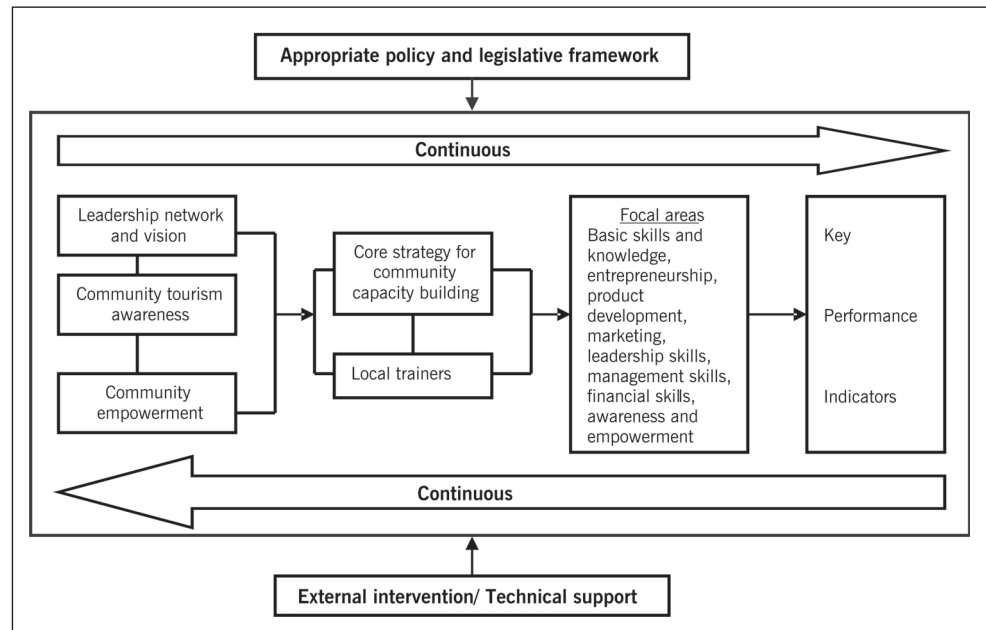 Appropriate policy and legislative framework
Continuous
Leadership network
and vision
Community tourism
awareness
Community
empowerment
Core strategy for
community
capacity building
Local trainers
Focal areas
Basic skills and
knowledge,
entrepreneurship,
product
development,
marketing,
leadership skills,
management skills,
financial skills,
awareness and
empowerment
Key
Performance
Indicators
Continuous
External intervention/ Technical support